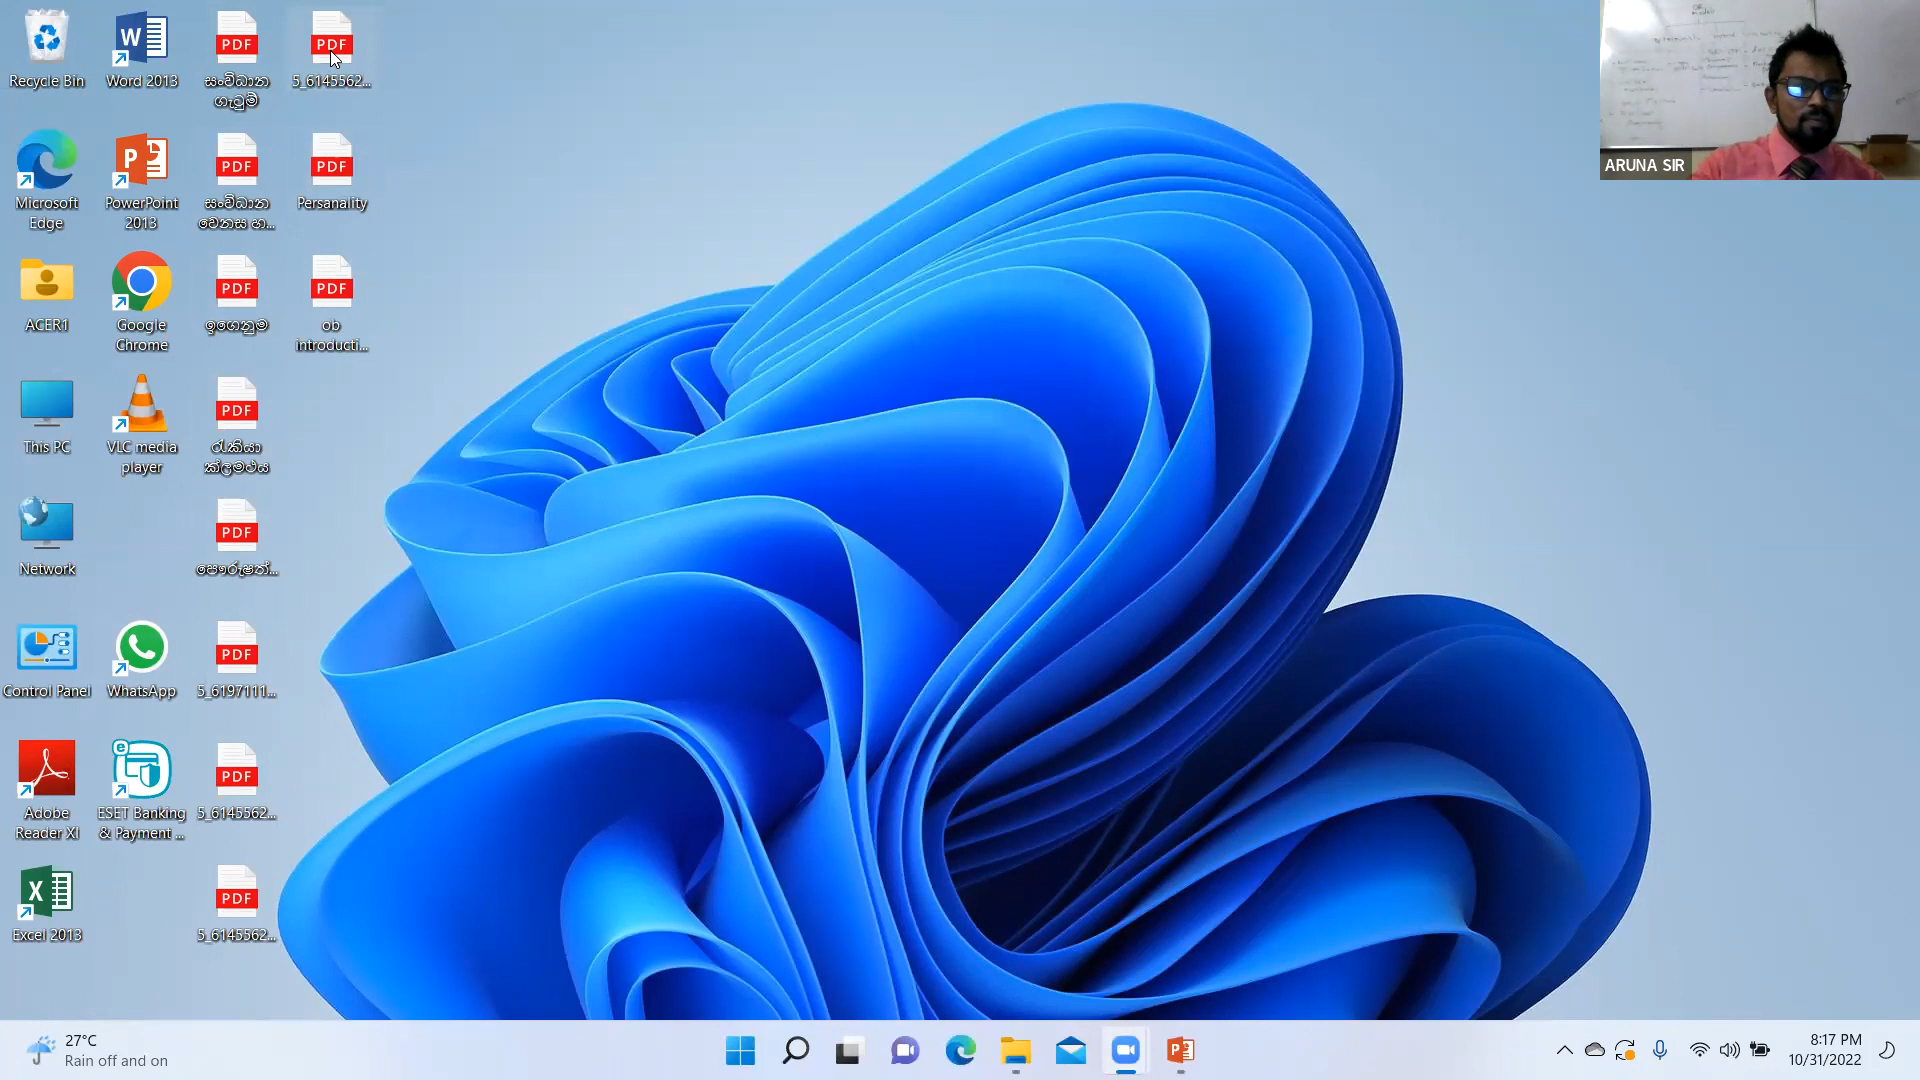 Recycle Bin
Word 2013
PDF
සංවිධාන
ගැටුම්
PDF
5_6145562...
Microsoft
Edge
PowerPoint
2013
PDF
සංවිධාන
වෙනස හ...
PDF
Persanality
ACER1
Google
Chrome
PDF
ඉගෙනුම
PDF
ob
introducti...
This PC
VLC media
player
PDF
රැකියා
ක්ලමථය
Network
PDF
පෞරුෂත්...
Control Panel
WhatsApp
PDF
5_6197111...
Adobe
Reader XI
ESET Banking
& Payment ...
PDF
5_6145562...
Excel 2013
PDF
5_6145562...
ARUNA SIR
27°C
Rain off and on
8:17 PM
10/31/2022